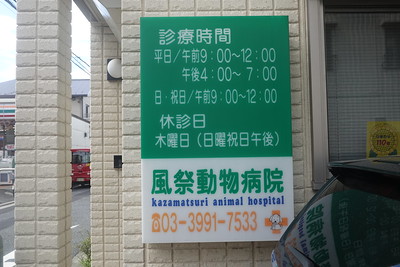 診療時間
平日/午前9:00~12:00
午後4:00~7:00
日・祝日/午前9:00~12:00
休診日
木曜日(日曜祝日午後)
風祭動物病院
kazamatsuri animal hospital
☎03-3991-7533
110